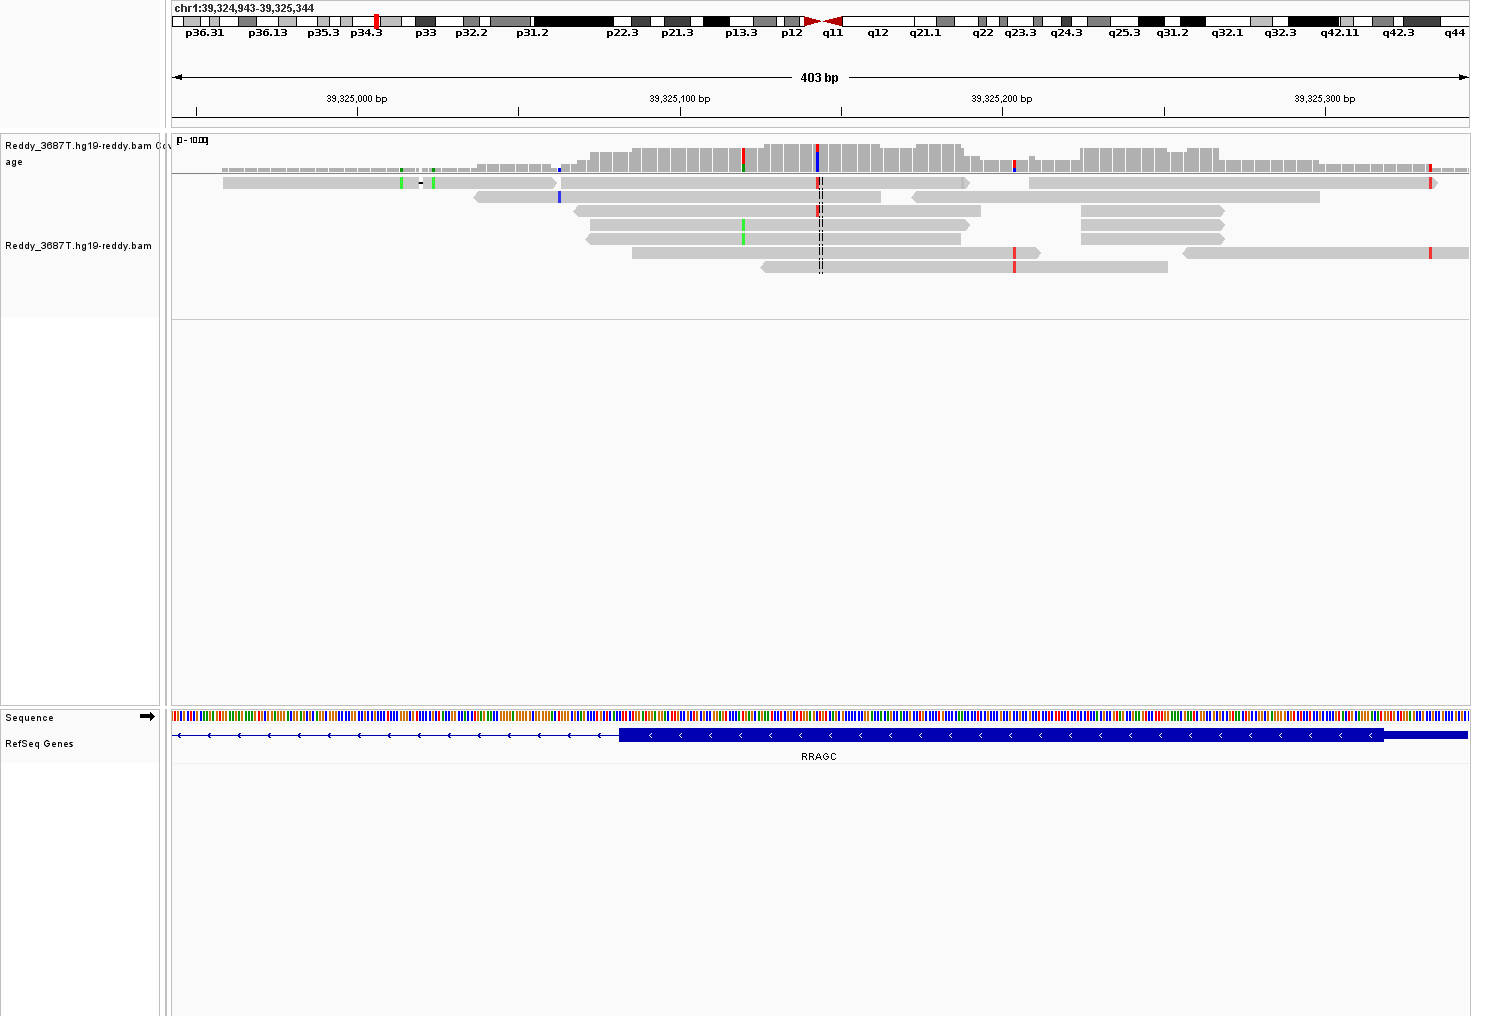 chr1:39,324,943-39,325,344
p36.31 p36.13 p35.3 p34.3 p33 p32.2 p31.2 p22.3 p21.3 p13.3 p12 q11 q12 q21.1 q22 q23.3 q24.3 q25.3 q31.2 q32.1 q32.3 q42.11 q42.3 q44
403 bp
39,325,000 bp 39,325,100 bp 39,325,200 bp 39,325,300 bp
Reddy_3687T.hg19-reddy.bam Cov
age
[0 - 10.00]
Reddy_3687T.hg19-reddy.bam
Sequence
RefSeq Genes
RRAGC